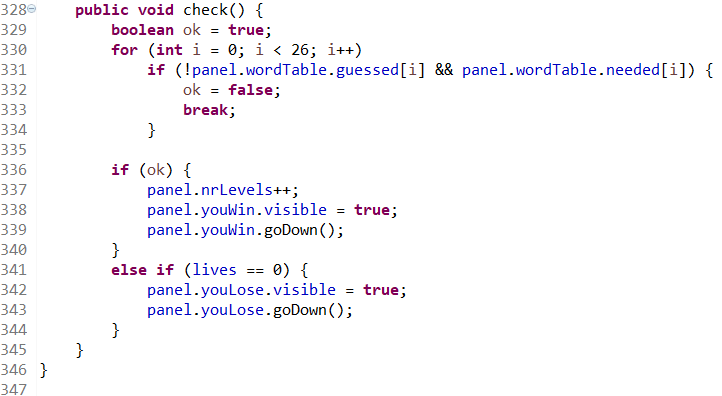 328 public void check() {
329 boolean ok = true;
330 for (int i = 0; i < 26; i++)
331 if (!panel.wordTable.guessed[i] && panel.wordTable.needed[i]) {
332 ok = false;
333 break;
334 }
335
336 if (ok) {
337 panel.nrLevels++;
338 panel.youWin.visible = true;
339 panel.youWin.goDown();
340 }
341 else if (lives == 0) {
342 panel.youLose.visible = true;
343 panel.youLose.goDown();
344 }
345 }
346 }
347